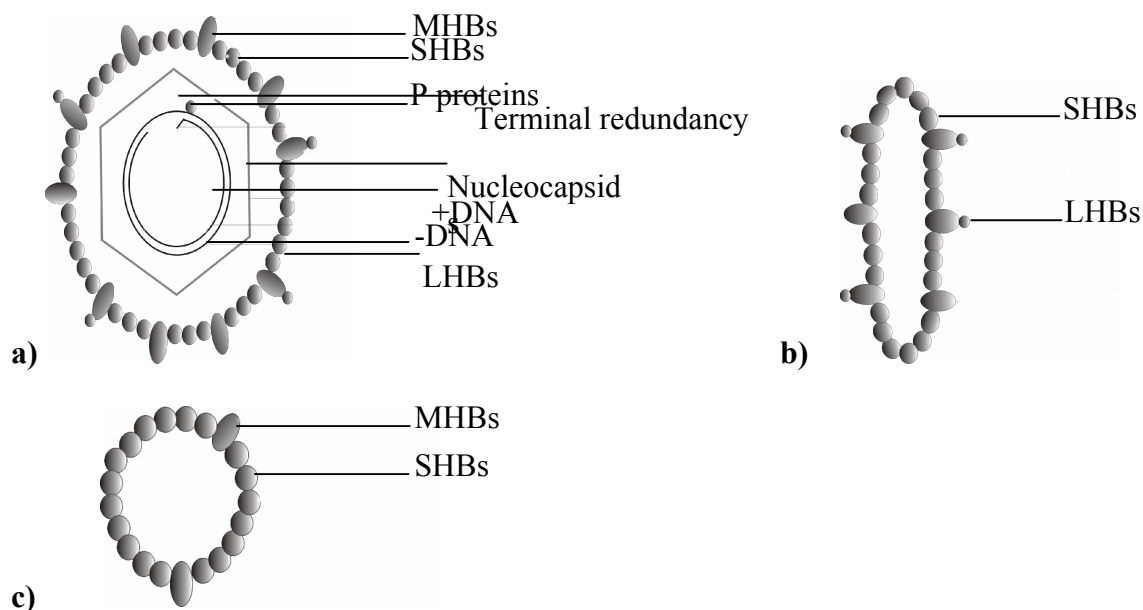 MHBs
SHBs
P proteins
Terminal redundancy
Nucleocapsid
s
+DNA
-DNA
LHBs
a)
SHBs
LHBs
b)
MHBs
SHBs
c)